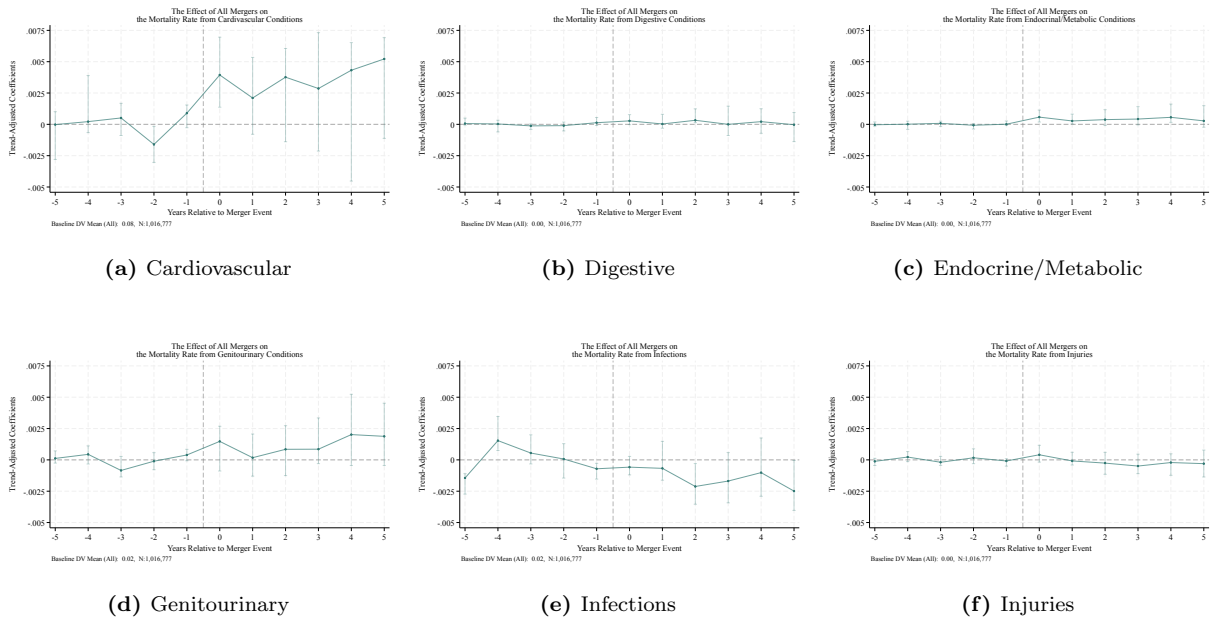 The Effect of All Mergers on
the Mortality Rate from Cardiovascular Conditions
Trend-Adjusted Coefficients
.0075
.005
.0025
0
-.0025
-.005
-5 -4 -3 -2 -1 0 1 2 3 4 5
Years Relative to Merger Event
Baseline DV Mean (All): 0.08, N:1,016,777
(a) Cardiovascular
The Effect of All Mergers on
the Mortality Rate from Digestive Conditions
Trend-Adjusted Coefficients
.0075
.005
.0025
0
-.0025
-.005
-5 -4 -3 -2 -1 0 1 2 3 4 5
Years Relative to Merger Event
Baseline DV Mean (All): 0.00, N:1,016,777
(b) Digestive
The Effect of All Mergers on
the Mortality Rate from Endocrinal/Metabolic Conditions
Trend-Adjusted Coefficients
.0075
.005
.0025
0
-.0025
-.005
-5 -4 -3 -2 -1 0 1 2 3 4 5
Years Relative to Merger Event
Baseline DV Mean (All): 0.00, N:1,016,777
(c) Endocrine/Metabolic
The Effect of All Mergers on
the Mortality Rate from Genitourinary Conditions
Trend-Adjusted Coefficients
.0075
.005
.0025
0
-.0025
-.005
-5 -4 -3 -2 -1 0 1 2 3 4 5
Years Relative to Merger Event
Baseline DV Mean (All): 0.02, N:1,016,777
(d) Genitourinary
The Effect of All Mergers on
the Mortality Rate from Infections
Trend-Adjusted Coefficients
.0075
.005
.0025
0
-.0025
-.005
-5 -4 -3 -2 -1 0 1 2 3 4 5
Years Relative to Merger Event
Baseline DV Mean (All): 0.02, N:1,016,777
(e) Infections
The Effect of All Mergers on
the Mortality Rate from Injuries
Trend-Adjusted Coefficients
.0075
.005
.0025
0
-.0025
-.005
-5 -4 -3 -2 -1 0 1 2 3 4 5
Years Relative to Merger Event
Baseline DV Mean (All): 0.00, N:1,016,777
(f) Injuries